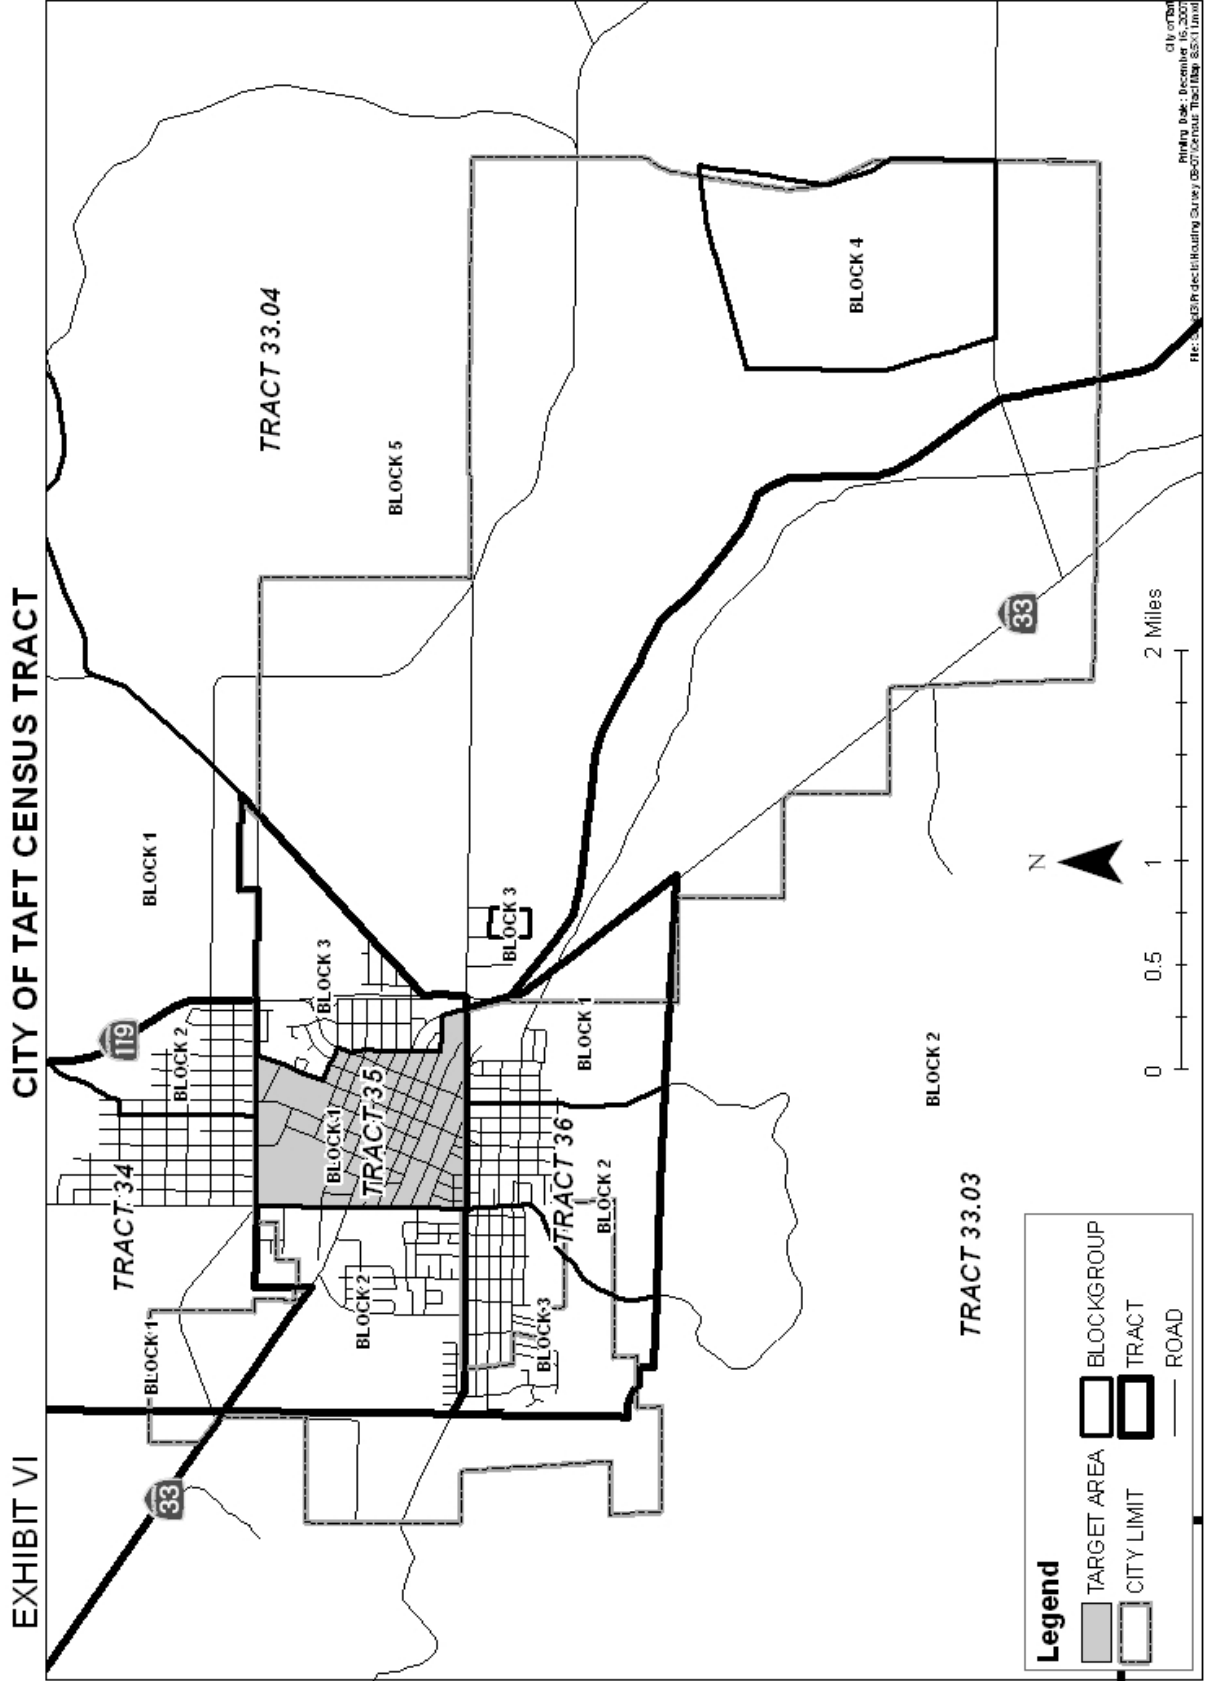 EXHIBIT VI
CITY OF TAFT CENSUS TRACT
33
119
BLOCK 1
TRACT 34
BLOCK 2
BLOCK 1
TRACT 33.04
BLOCK 5
BLOCK 2
BLOCK 1
TRACT 35
BLOCK 3
BLOCK 3
TRACT 36
BLOCK 2
BLOCK 1
BLOCK 3
BLOCK 4
TRACT 33.03
BLOCK 2
33
N
0 0.5 1 2 Miles
Legend
TARGET AREA
BLOCKGROUP
CITY LIMIT
TRACT
ROAD
City of Taft
Printing Date: December 16, 2007